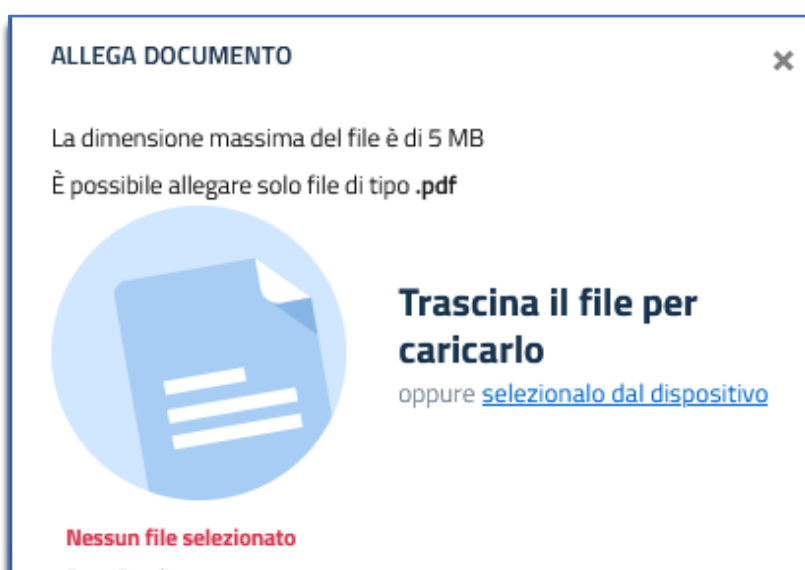 ALLEGA DOCUMENTO
La dimensione massima del file è di 5 MB
È possibile allegare solo file di tipo .pdf
Trascina il file per
caricarlo
oppure selezionalo dal dispositivo
Nessun file selezionato